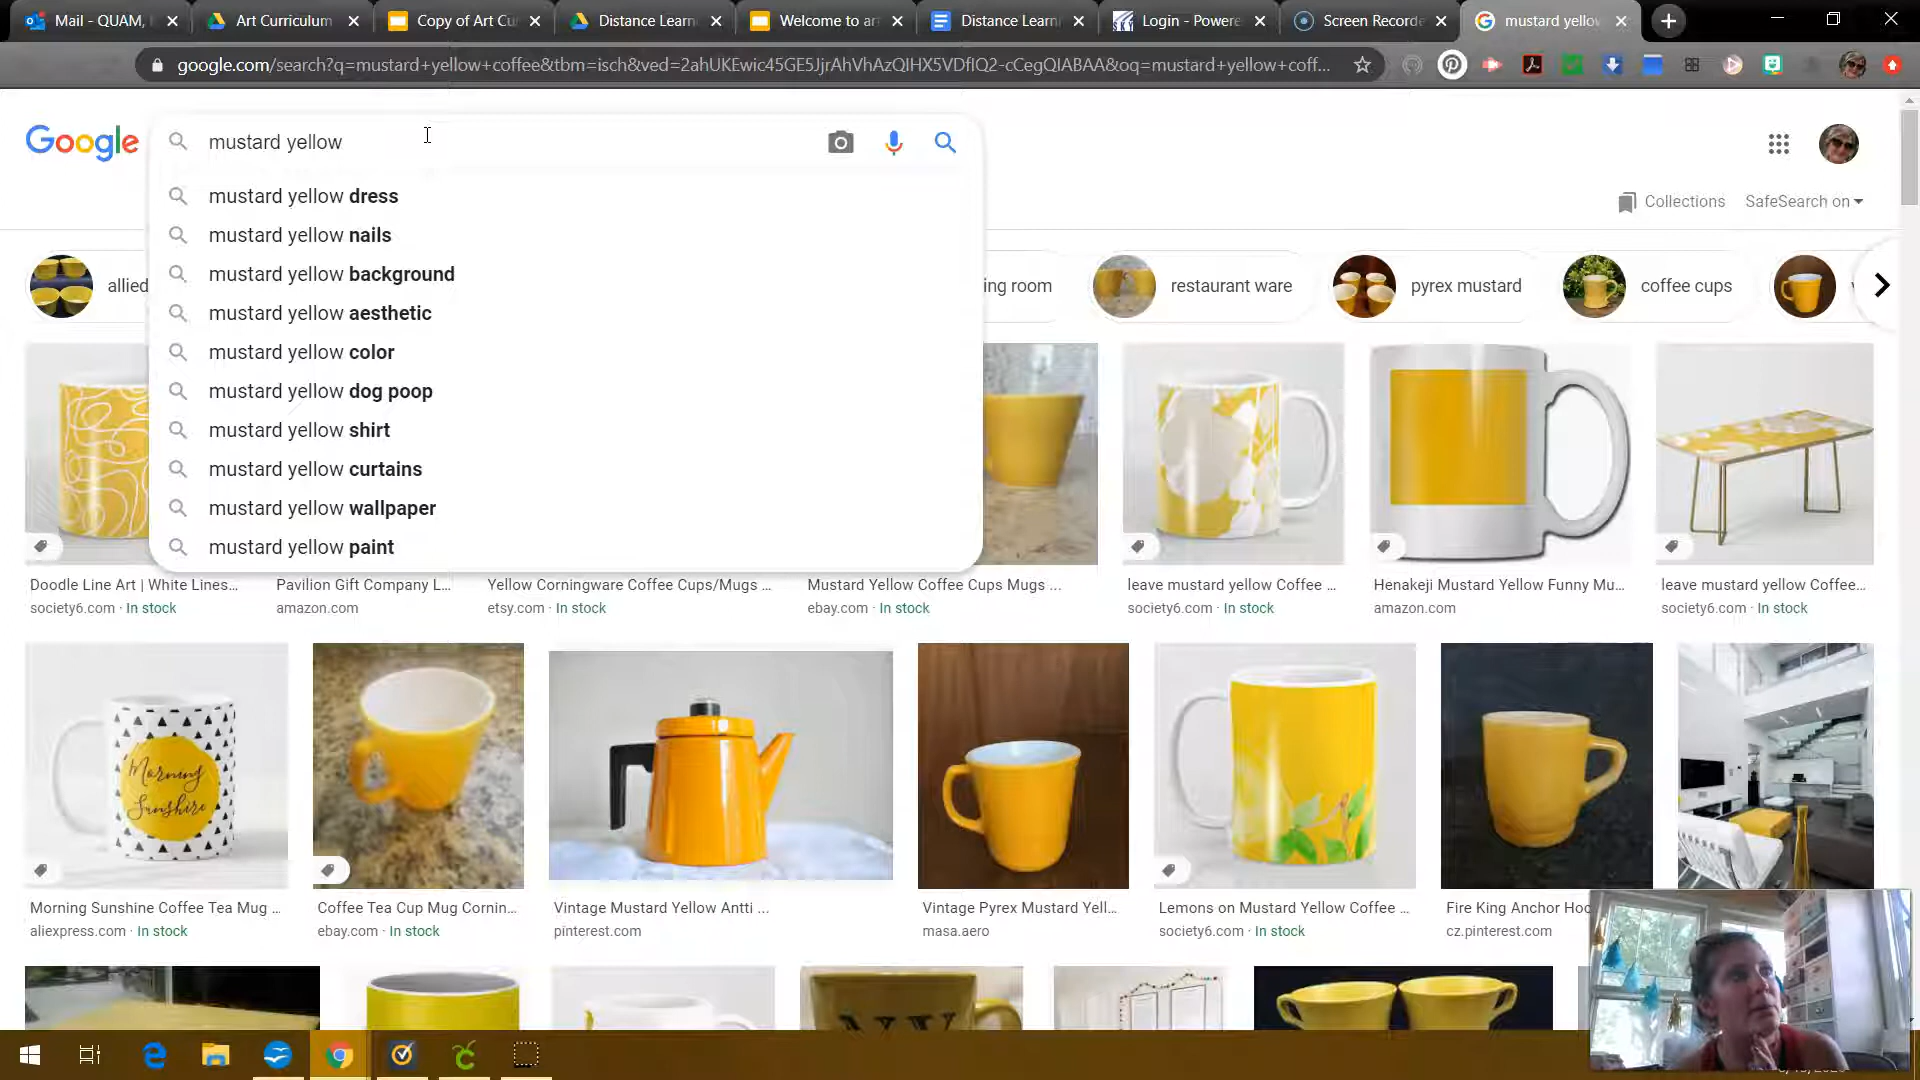 Mail - QUAM,
Art Curriculum
Copy of Art Cu
Distance Learn
Welcome to ar
Distance Learn
Login - Powere
Screen Recorde
mustard yellow
google.com/search?q=mustard+yellow+coffee&tbm=isch&ved=2ahUKEwic45GE5JjrAhVhAzQIHX5VDfIQ2-cCegQIABAA&oq=mustard+yellow+coff...
Google
mustard yellow
Collections
SafeSearch on
mustard yellow dress
mustard yellow nails
mustard yellow background
mustard yellow aesthetic
mustard yellow color
mustard yellow dog poop
mustard yellow shirt
mustard yellow curtains
mustard yellow wallpaper
mustard yellow paint
allied
ing room
restaurant ware
pyrex mustard
coffee cups
Doodle Line Art | White Lines...
society6.com · In stock
Pavilion Gift Company L...
amazon.com
Yellow Corningware Coffee Cups/Mugs ...
etsy.com · In stock
Mustard Yellow Coffee Cups Mugs ...
ebay.com · In stock
leave mustard yellow Coffee ...
society6.com · In stock
Henakeji Mustard Yellow Funny Mu...
amazon.com
leave mustard yellow Coffee...
society6.com · In stock
Morning
Sunshine
Morning Sunshine Coffee Tea Mug ...
aliexpress.com · In stock
Coffee Tea Cup Mug Cornin...
ebay.com · In stock
Vintage Mustard Yellow Antti ...
pinterest.com
Vintage Pyrex Mustard Yell...
masa.aero
Lemons on Mustard Yellow Coffee ...
society6.com · In stock
Fire King Anchor Hoc
cz.pinterest.com